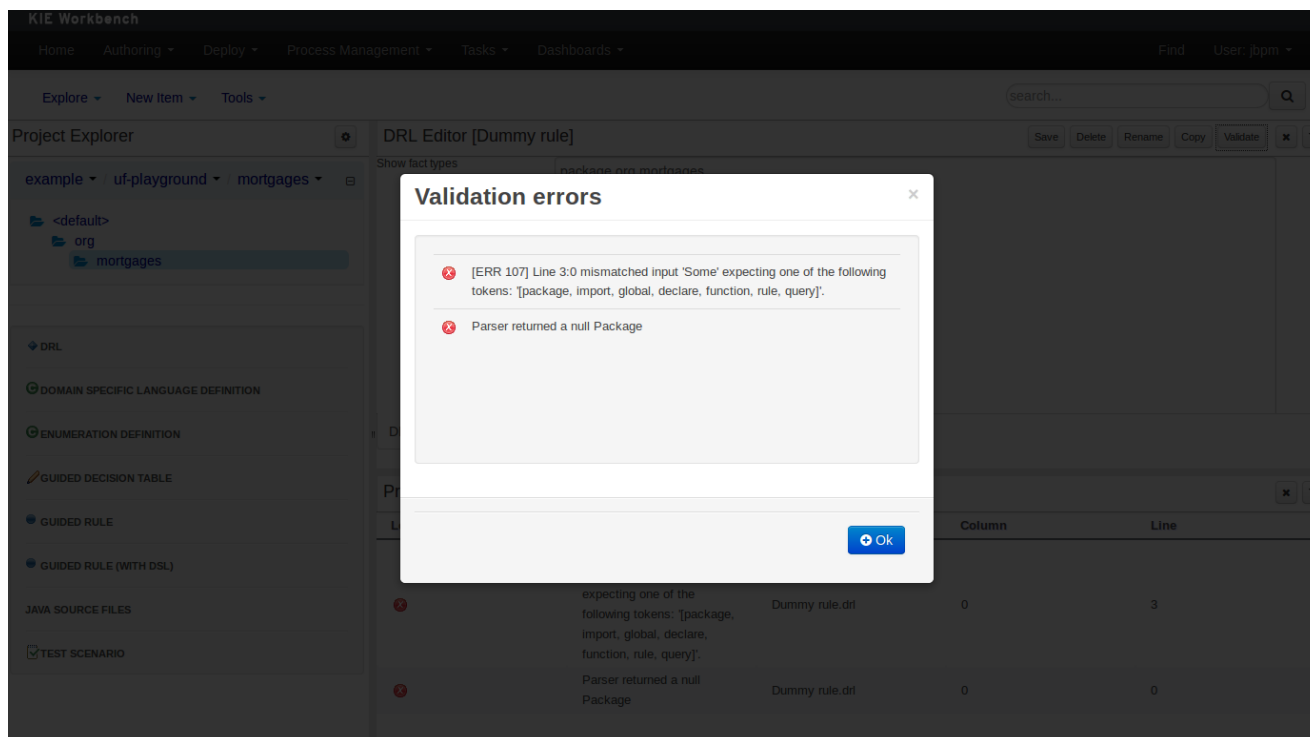 KIE Workbench
Home Authoring Deploy Process Management Tasks Dashboards Find User: jbpm
Explore New Item Tools search...
Project Explorer
DRL Editor [Dummy rule] Save Delete Rename Copy Validate
Show fact types
package org.mortgages
example / uf-playground / mortgages
<default>
org
mortgages
Validation errors
[ERR 107] Line 3:0 mismatched input 'Some' expecting one of the following
tokens: '[package, import, global, declare, function, rule, query]'.
Parser returned a null Package
Ok
DRL
DOMAIN SPECIFIC LANGUAGE DEFINITION
ENUMERATION DEFINITION
GUIDED DECISION TABLE
GUIDED RULE
GUIDED RULE (WITH DSL)
JAVA SOURCE FILES
TEST SCENARIO
Column Line
expecting one of the
following tokens: '[package,
import, global, declare,
function, rule, query]'.
Dummy rule.drl 0 3
Parser returned a null
Package
Dummy rule.drl 0 0